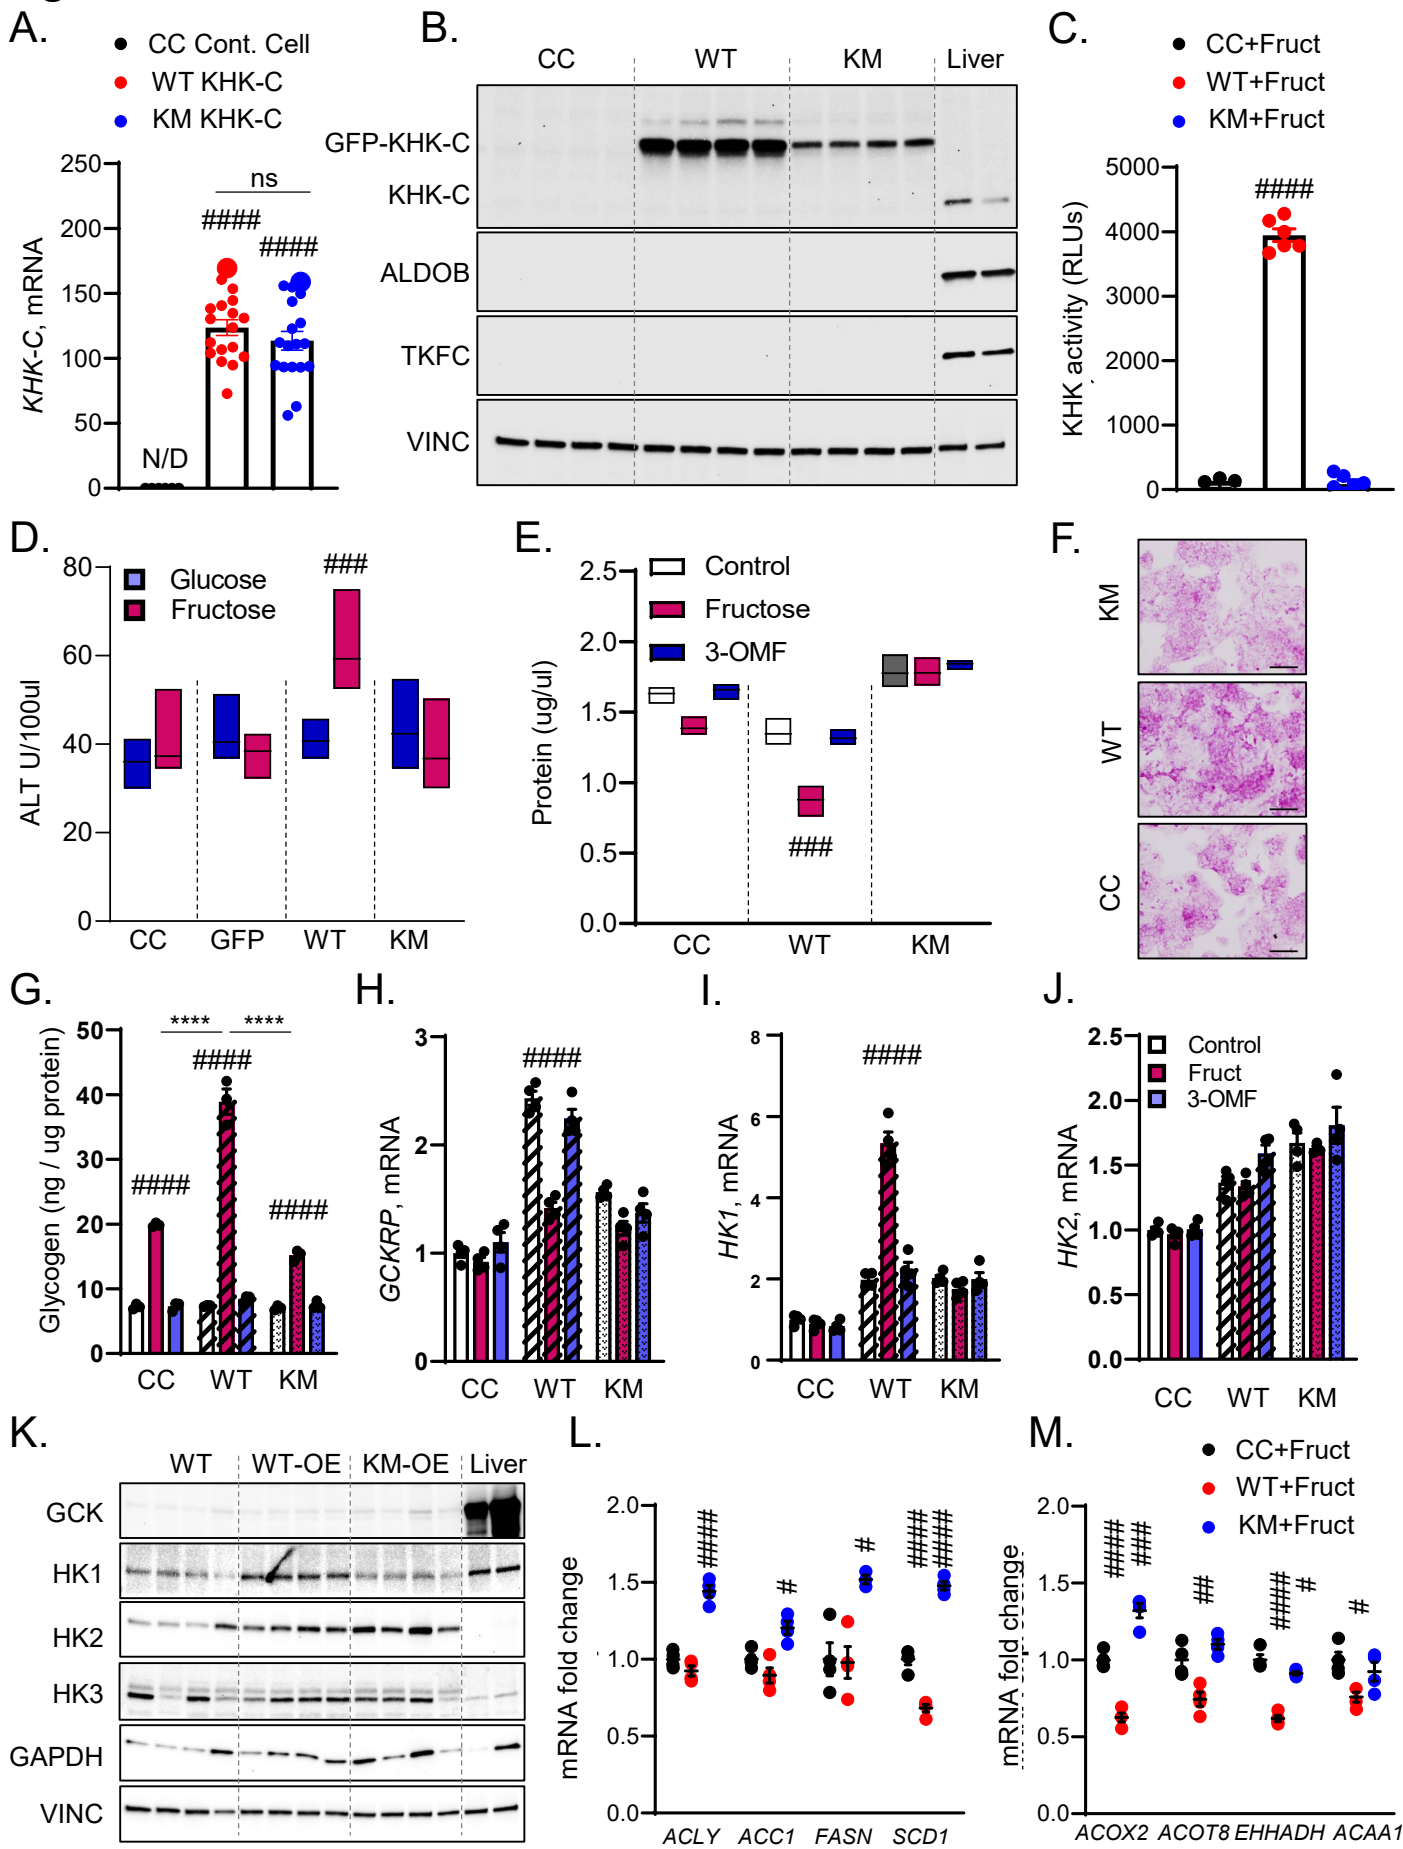 A.
CC Cont. Cell
WT KHK-C
KM KHK-C
KHK-C, mRNA
250
200
150
100
50
0
ns
####
####
N/D
B.
CC WT KM Liver
GFP-KHK-C
KHK-C
ALDOB
TKFC
VINC
C.
CC+Fruct
WT+Fruct
KM+Fruct
KHK activity (RLUs)
5000
4000
3000
2000
1000
0
####
D.
Glucose
Fructose
ALT U/100ul
80
60
40
20
0
###
CC GFP WT KM
E.
Control
Fructose
3-OMF
Protein (ug/ul)
2.5
2.0
1.5
1.0
0.5
0.0
###
CC WT KM
F.
KM
WT
CC
G.
Glycogen (ng / ug protein)
50
40
30
20
10
0
**** ****
####
####
####
CC WT KM
H.
GCKRP, mRNA
3
2
1
0
####
CC WT KM
I.
HK1, mRNA
8
6
4
2
0
####
CC WT KM
J.
Control
Fruct
3-OMF
HK2, mRNA
2.5
2.0
1.5
1.0
0.5
0.0
CC WT KM
K.
WT WT-OE KM-OE Liver
GCK
HK1
HK2
HK3
GAPDH
VINC
L.
mRNA fold change
2.0
1.5
1.0
0.5
0.0
####
#
#
####
####
ACLY ACC1 FASN SCD1
M.
CC+Fruct
WT+Fruct
KM+Fruct
mRNA fold change
2.0
1.5
1.0
0.5
0.0
####
###
##
####
#
#
ACOX2 ACOT8 EHHADH ACAA1